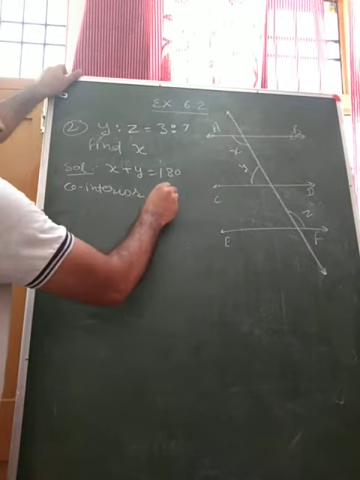 EX 6.2
② y : z = 3 : 7
find x
Sol: x + y = 180
Co-interior
A B
x
y
C D
z
E F